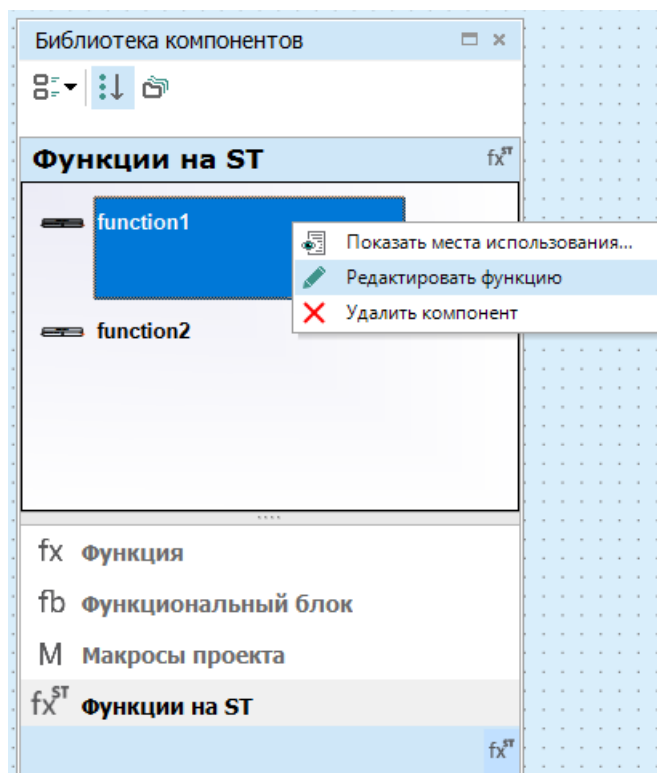 Библиотека компонентов
Функции на ST fxST
function1
Показать места использования...
Редактировать функцию
Удалить компонент
function2
fx Функция
fb Функциональный блок
M Макросы проекта
fxST Функции на ST
fxST